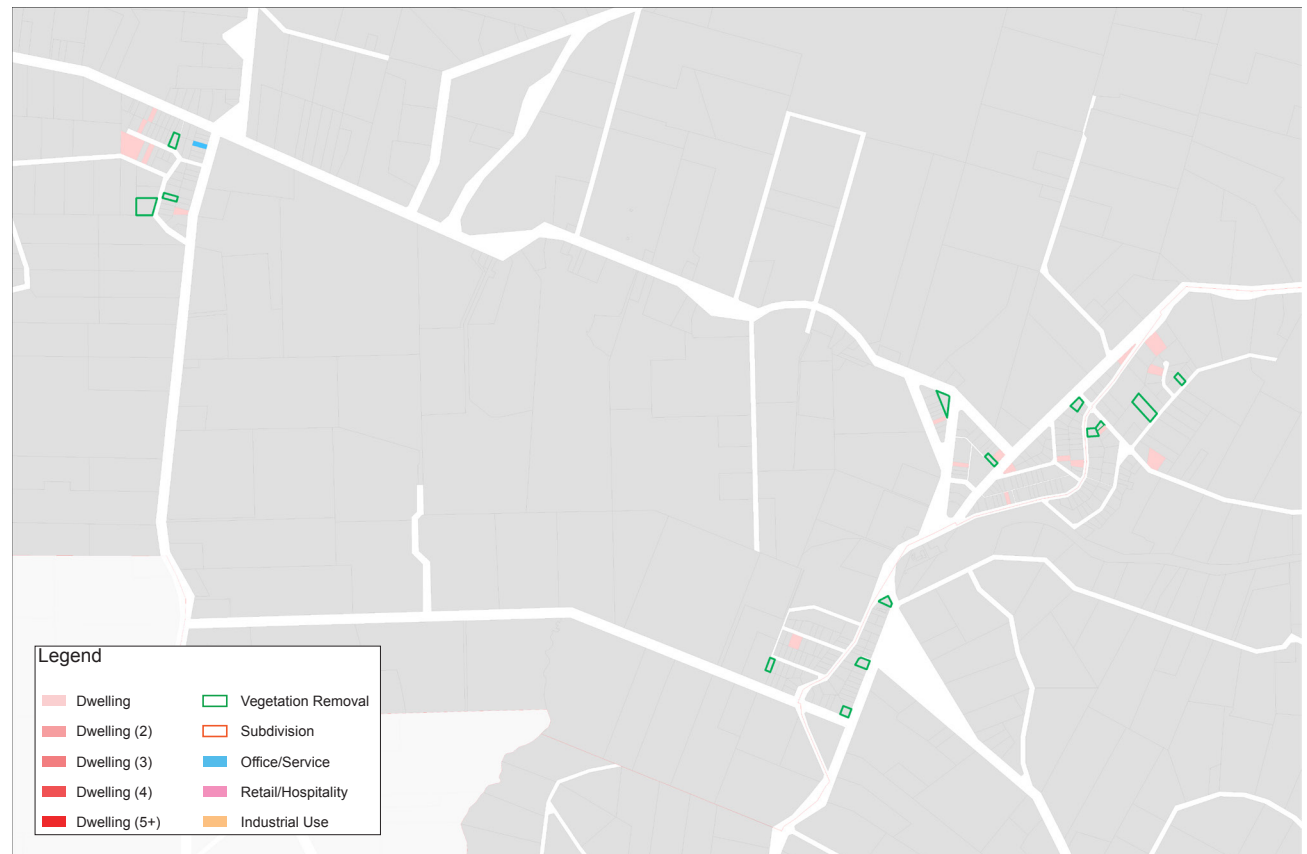 Legend
Dwelling
Dwelling (2)
Dwelling (3)
Dwelling (4)
Dwelling (5+)
Vegetation Removal
Subdivision
Office/Service
Retail/Hospitality
Industrial Use